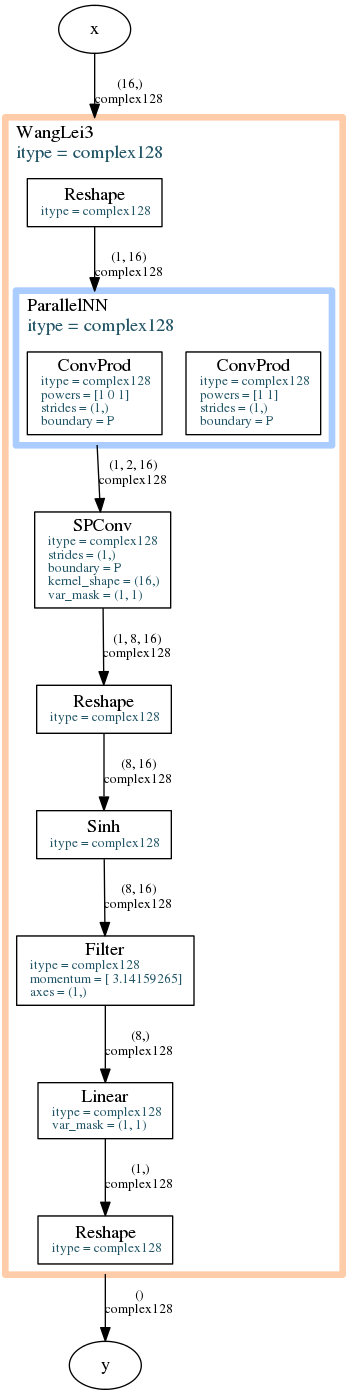 x
(16,)
complex128
WangLei3
itype = complex128
Reshape
itype = complex128
(1, 16)
complex128
ParallelNN
itype = complex128
ConvProd
itype = complex128
powers = [1 0 1]
strides = (1,)
boundary = P
ConvProd
itype = complex128
powers = [1 1]
strides = (1,)
boundary = P
(1, 2, 16)
complex128
SPConv
itype = complex128
strides = (1,)
boundary = P
kernel_shape = (16,)
var_mask = (1, 1)
(1, 8, 16)
complex128
Reshape
itype = complex128
(8, 16)
complex128
Sinh
itype = complex128
(8, 16)
complex128
Filter
itype = complex128
momentum = [ 3.14159265]
axes = (1,)
(8,)
complex128
Linear
itype = complex128
var_mask = (1, 1)
(1,)
complex128
Reshape
itype = complex128
()
complex128
y